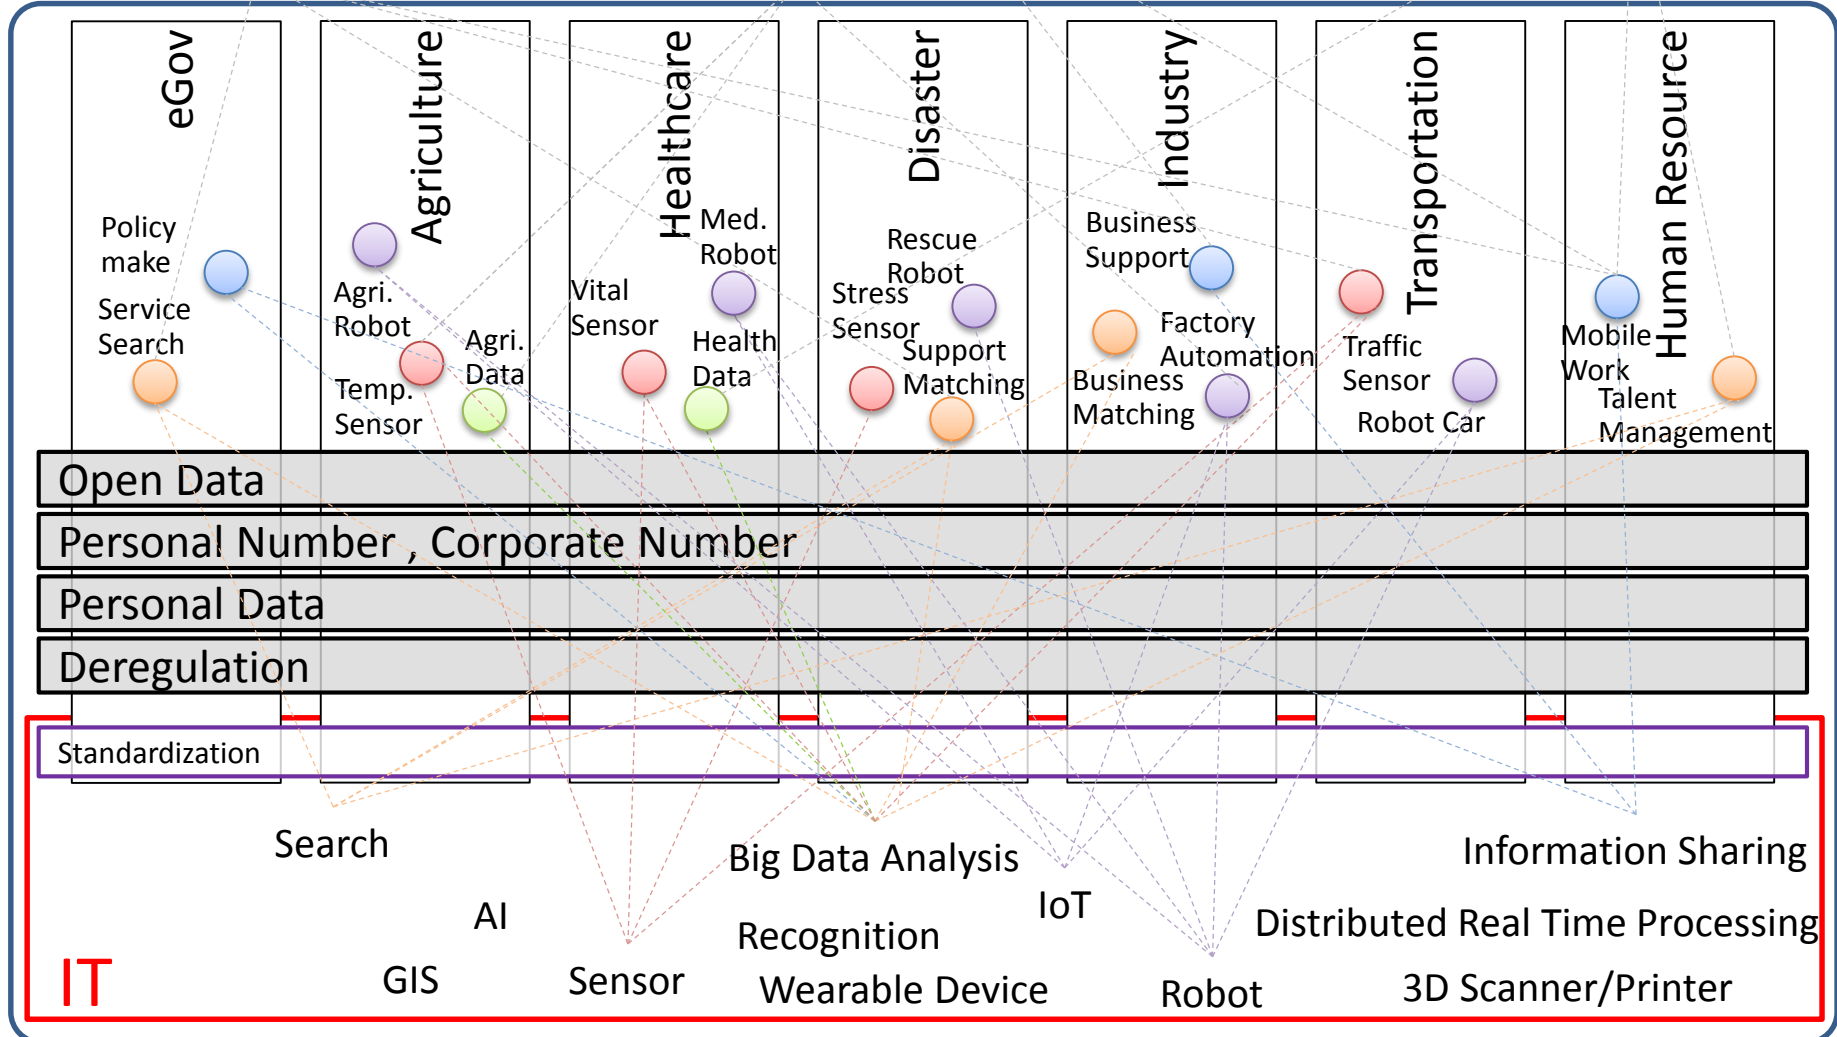 eGov
Agriculture
Healthcare
Disaster
Industry
Transportation
Human Resource
Policy
make
Service
Search
Agri.
Robot
Temp.
Sensor
Agri.
Data
Vital
Sensor
Med.
Robot
Health
Data
Rescue
Robot
Stress
Sensor
Support
Matching
Business
Support
Factory
Automation
Business
Matching
Traffic
Sensor
Robot Car
Mobile
Work
Talent
Management
Open Data
Personal Number , Corporate Number
Personal Data
Deregulation
Standardization
Search
Big Data Analysis
Information Sharing
AI
IoT
Recognition
Distributed Real Time Processing
IT
GIS
Sensor
Wearable Device
Robot
3D Scanner/Printer